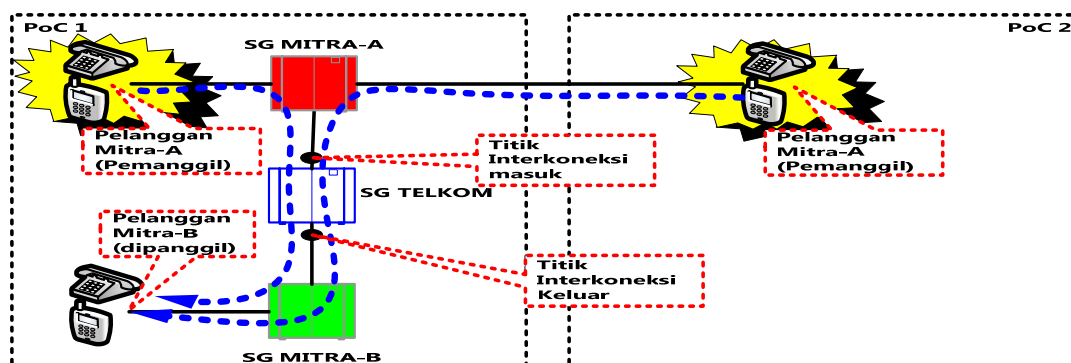 PoC 1
PoC 2
SG MITRA-A
Pelanggan
Mitra-A
(Pemanggil)
Titik
Interkoneksi
masuk
Pelanggan
Mitra-A
(Pemanggil)
SG TELKOM
Pelanggan
Mitra-B
(dipanggil)
Titik
Interkoneksi
Keluar
SG MITRA-B